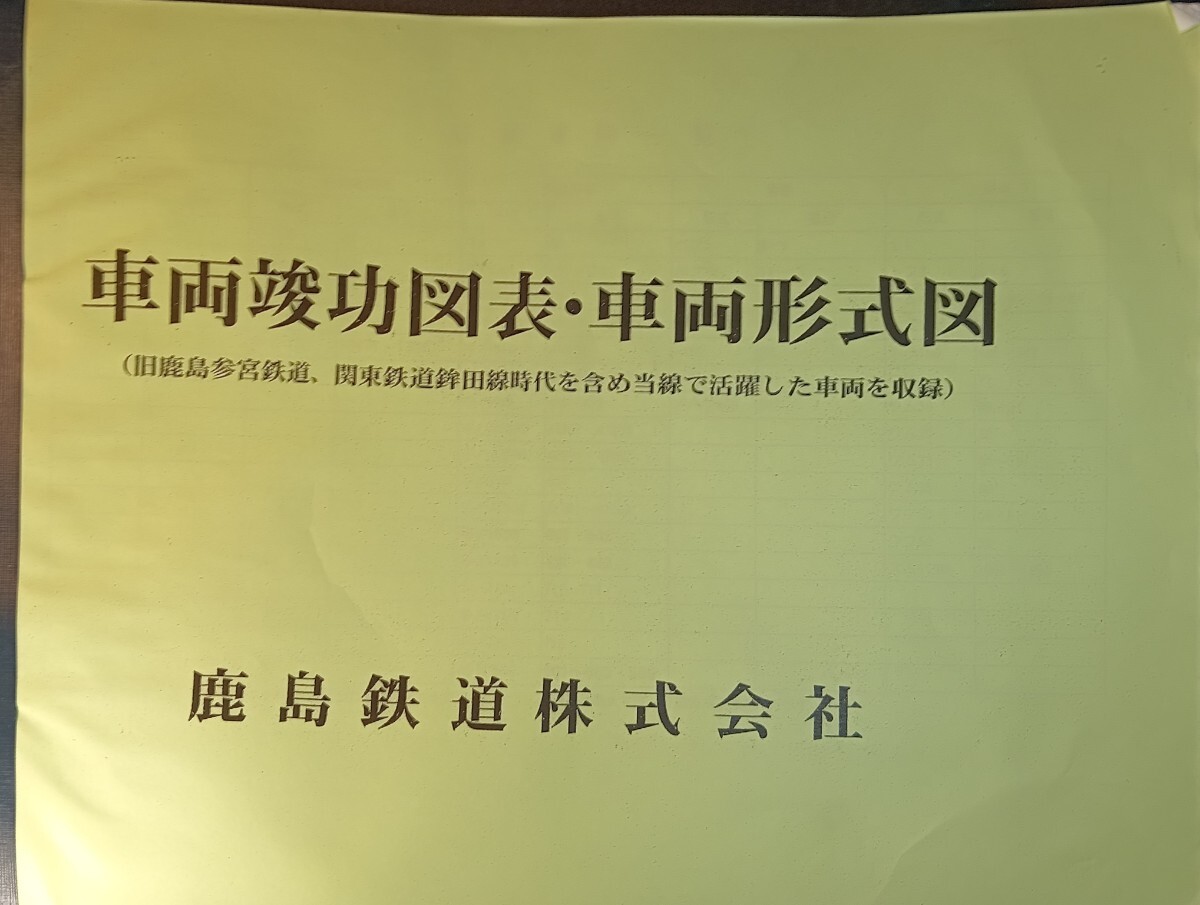 車両竣功図表・車両形式図
（旧鹿島参宮鉄道、関東鉄道鉾田線時代を含め当線で活躍した車両を収録）
鹿島鉄道株式会社